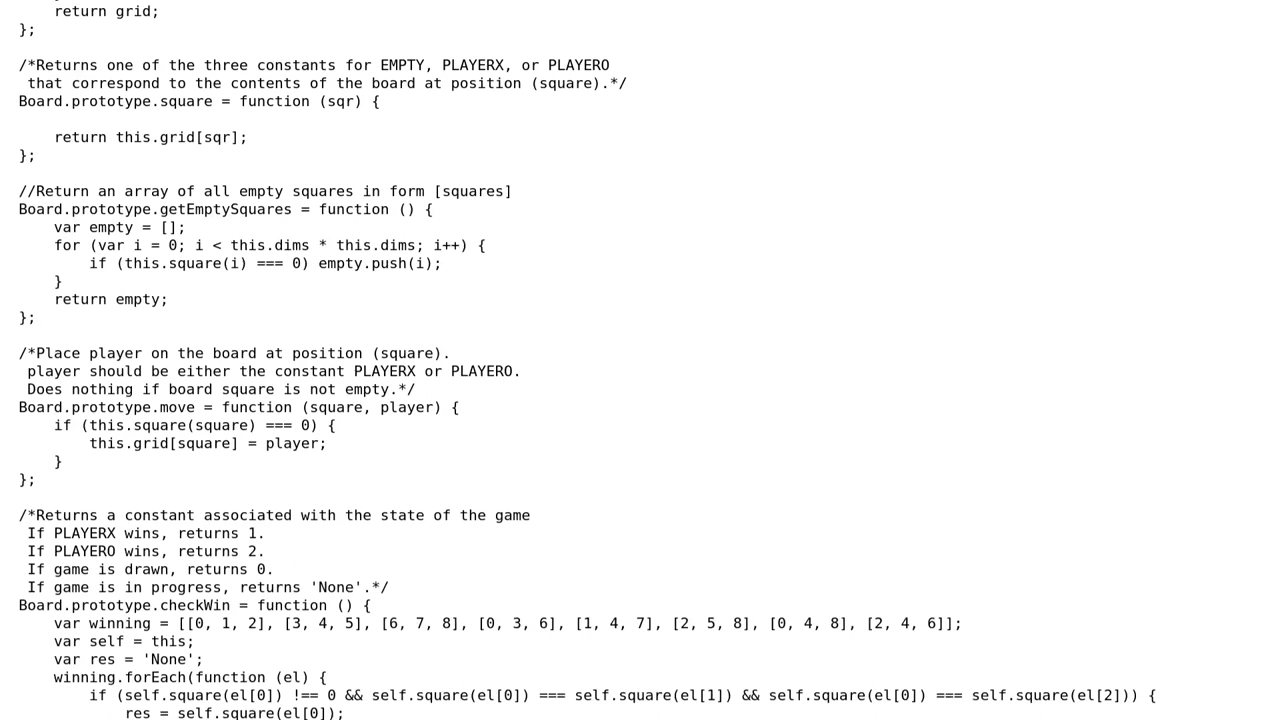 return grid;
};

/*Returns one of the three constants for EMPTY, PLAYERX, or PLAYERO
 that correspond to the contents of the board at position (square).*/
Board.prototype.square = function (sqr) {

    return this.grid[sqr];
};

//Return an array of all empty squares in form [squares]
Board.prototype.getEmptySquares = function () {
    var empty = [];
    for (var i = 0; i < this.dims * this.dims; i++) {
        if (this.square(i) === 0) empty.push(i);
    }
    return empty;
};

/*Place player on the board at position (square).
 player should be either the constant PLAYERX or PLAYERO.
 Does nothing if board square is not empty.*/
Board.prototype.move = function (square, player) {
    if (this.square(square) === 0) {
        this.grid[square] = player;
    }
};

/*Returns a constant associated with the state of the game
 If PLAYERX wins, returns 1.
 If PLAYERO wins, returns 2.
 If game is drawn, returns 0.
 If game is in progress, returns 'None'.*/
Board.prototype.checkWin = function () {
    var winning = [[0, 1, 2], [3, 4, 5], [6, 7, 8], [0, 3, 6], [1, 4, 7], [2, 5, 8], [0, 4, 8], [2, 4, 6]];
    var self = this;
    var res = 'None';
    winning.forEach(function (el) {
        if (self.square(el[0]) !== 0 && self.square(el[0]) === self.square(el[1]) && self.square(el[0]) === self.square(el[2])) {
            res = self.square(el[0]);